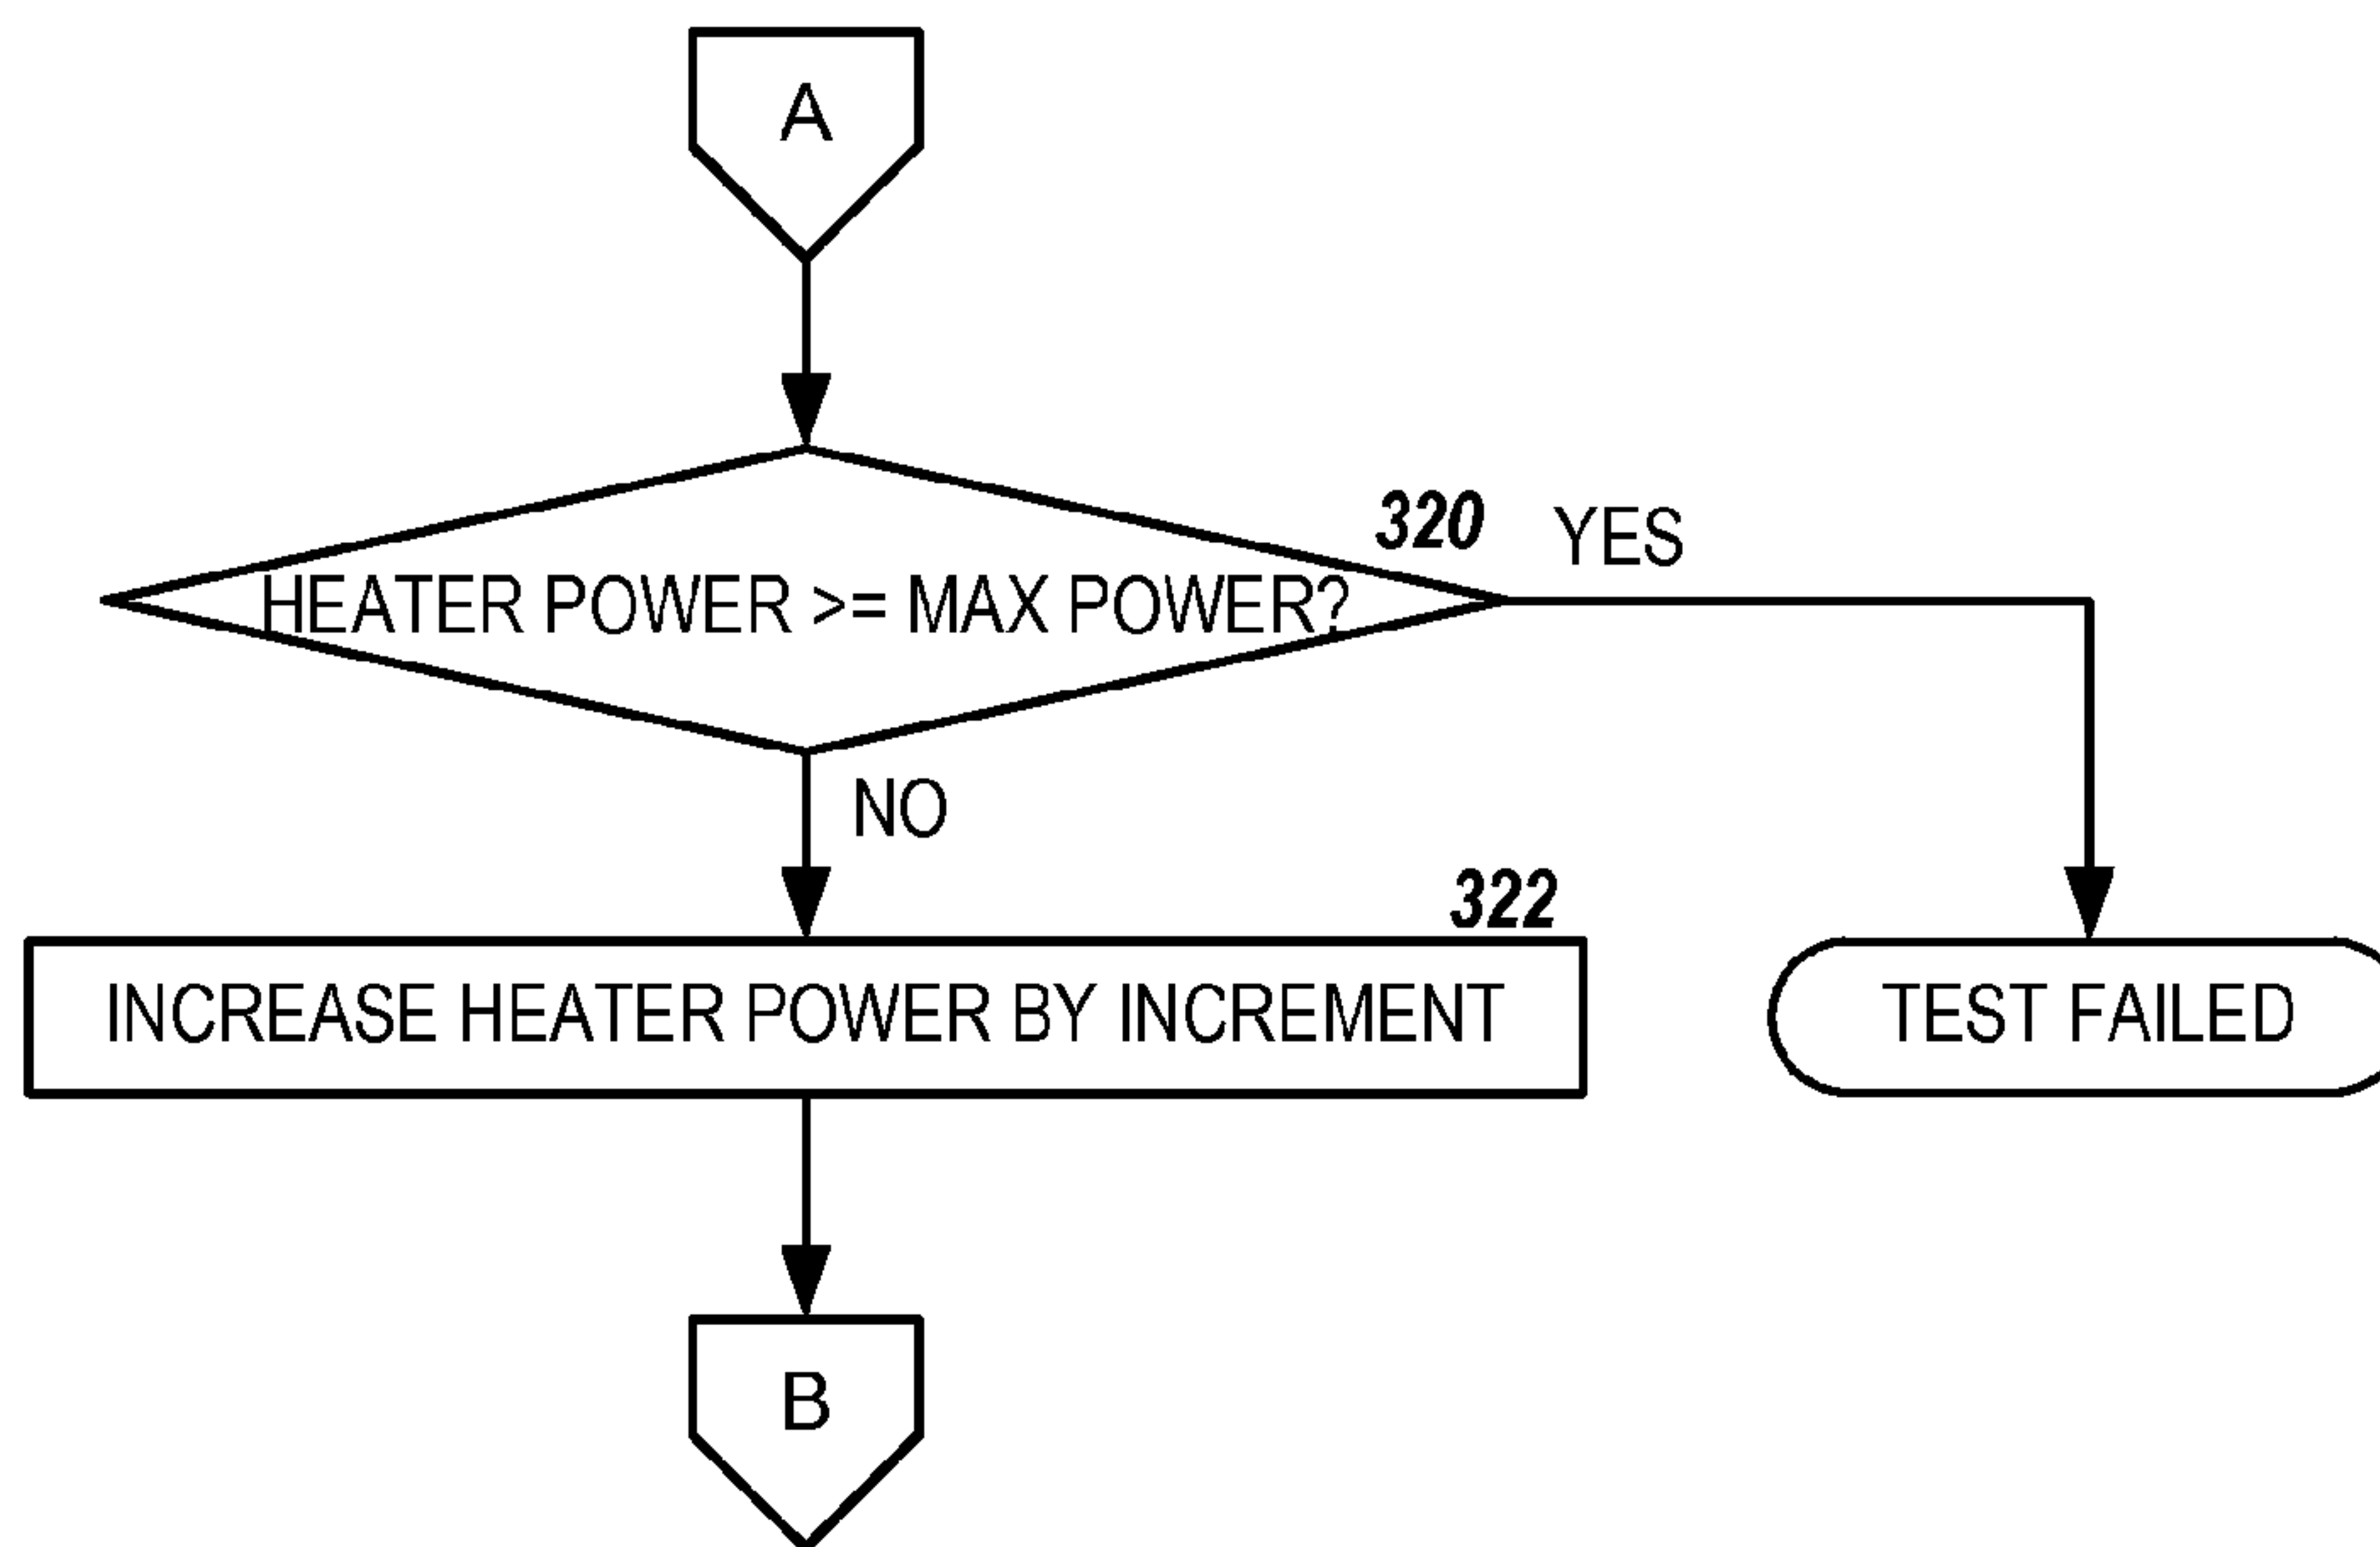 A
320
YES
HEATER POWER >= MAX POWER?
NO
322
INCREASE HEATER POWER BY INCREMENT
TEST FAILED
B